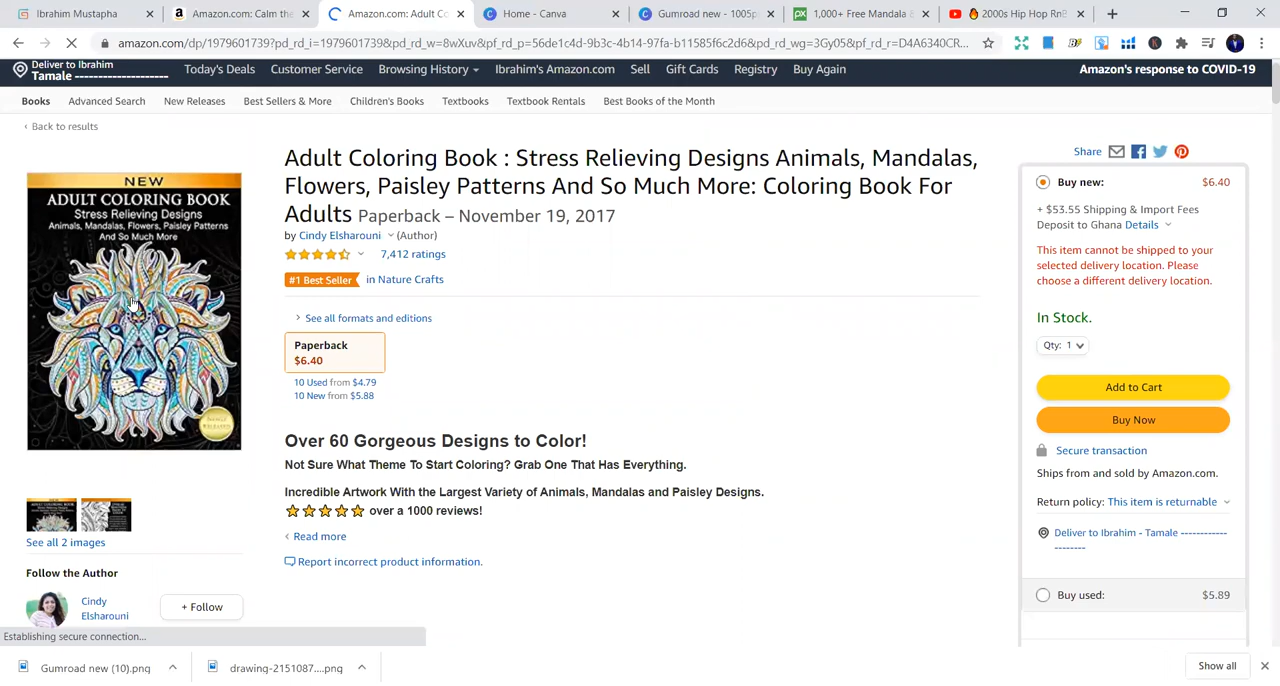 Ibrahim Mustapha
Amazon.com: Calm the
Amazon.com: Adult Co
Home - Canva
Gumroad new - 1005p
1,000+ Free Mandala &
2000s Hip Hop RnB
amazon.com/dp/1979601739?pd_rd_i=1979601739&pd_rd_w=8wXuv&pf_rd_p=56de1c4d-9b3c-4b14-97fa-b11585f6c2d6&pd_rd_wg=3Gy05&pf_rd_r=D4A6340CR...
Deliver to Ibrahim
Tamale --------------------
Today's Deals
Customer Service
Browsing History
Ibrahim's Amazon.com
Sell
Gift Cards
Registry
Buy Again
Amazon's response to COVID-19
Books
Advanced Search
New Releases
Best Sellers & More
Children's Books
Textbooks
Textbook Rentals
Best Books of the Month
‹ Back to results
NEW
ADULT COLORING BOOK
Stress Relieving Designs
Animals, Mandalas, Flowers, Paisley Patterns
And So Much More
See all 2 images
Follow the Author
Cindy
Elsharouni
+ Follow
Adult Coloring Book : Stress Relieving Designs Animals, Mandalas,
Flowers, Paisley Patterns And So Much More: Coloring Book For
Adults Paperback – November 19, 2017
by Cindy Elsharouni (Author)
7,412 ratings
#1 Best Seller in Nature Crafts
› See all formats and editions
Paperback
$6.40
10 Used from $4.79
10 New from $5.88
Over 60 Gorgeous Designs to Color!
Not Sure What Theme To Start Coloring? Grab One That Has Everything.
Incredible Artwork With the Largest Variety of Animals, Mandalas and Paisley Designs.
over a 1000 reviews!
‹ Read more
Report incorrect product information.
Share
Buy new: $6.40
+ $53.55 Shipping & Import Fees
Deposit to Ghana Details
This item cannot be shipped to your
selected delivery location. Please
choose a different delivery location.
In Stock.
Qty: 1
Add to Cart
Buy Now
Secure transaction
Ships from and sold by Amazon.com.
Return policy: This item is returnable
Deliver to Ibrahim - Tamale ------------
--------
Buy used: $5.89
Establishing secure connection...
Gumroad new (10).png
drawing-2151087....png
Show all